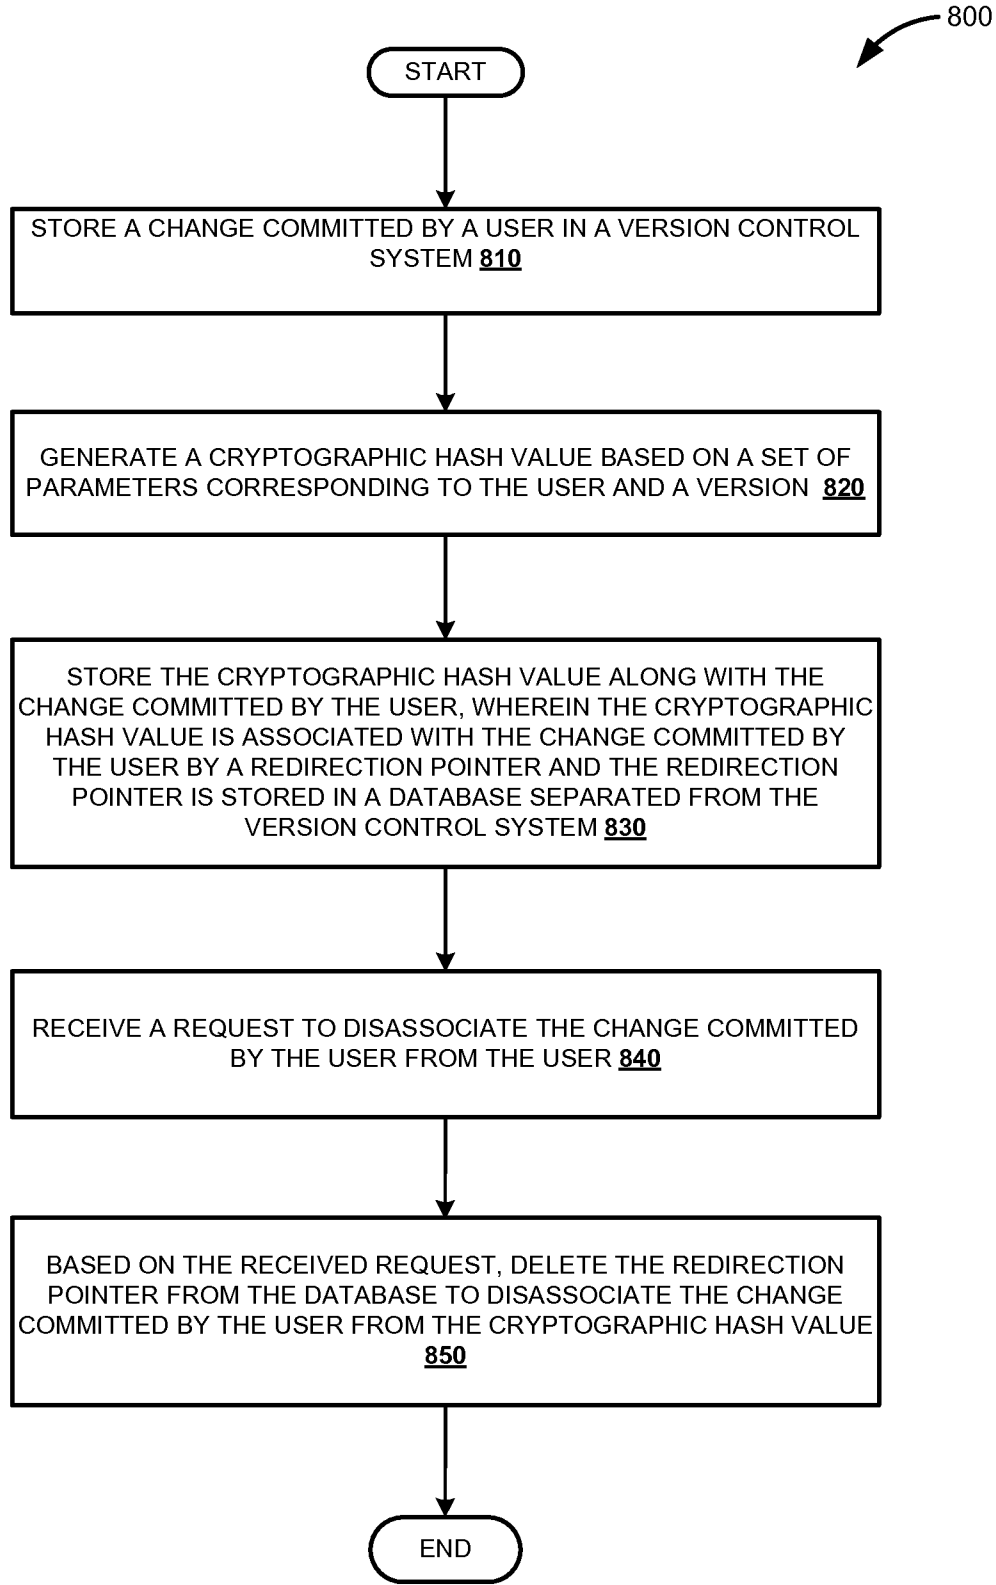 800
START
STORE A CHANGE COMMITTED BY A USER IN A VERSION CONTROL
SYSTEM 810
GENERATE A CRYPTOGRAPHIC HASH VALUE BASED ON A SET OF
PARAMETERS CORRESPONDING TO THE USER AND A VERSION 820
STORE THE CRYPTOGRAPHIC HASH VALUE ALONG WITH THE
CHANGE COMMITTED BY THE USER, WHEREIN THE CRYPTOGRAPHIC
HASH VALUE IS ASSOCIATED WITH THE CHANGE COMMITTED BY
THE USER BY A REDIRECTION POINTER AND THE REDIRECTION
POINTER IS STORED IN A DATABASE SEPARATED FROM THE
VERSION CONTROL SYSTEM 830
RECEIVE A REQUEST TO DISASSOCIATE THE CHANGE COMMITTED
BY THE USER FROM THE USER 840
BASED ON THE RECEIVED REQUEST, DELETE THE REDIRECTION
POINTER FROM THE DATABASE TO DISASSOCIATE THE CHANGE
COMMITTED BY THE USER FROM THE CRYPTOGRAPHIC HASH VALUE
850
END